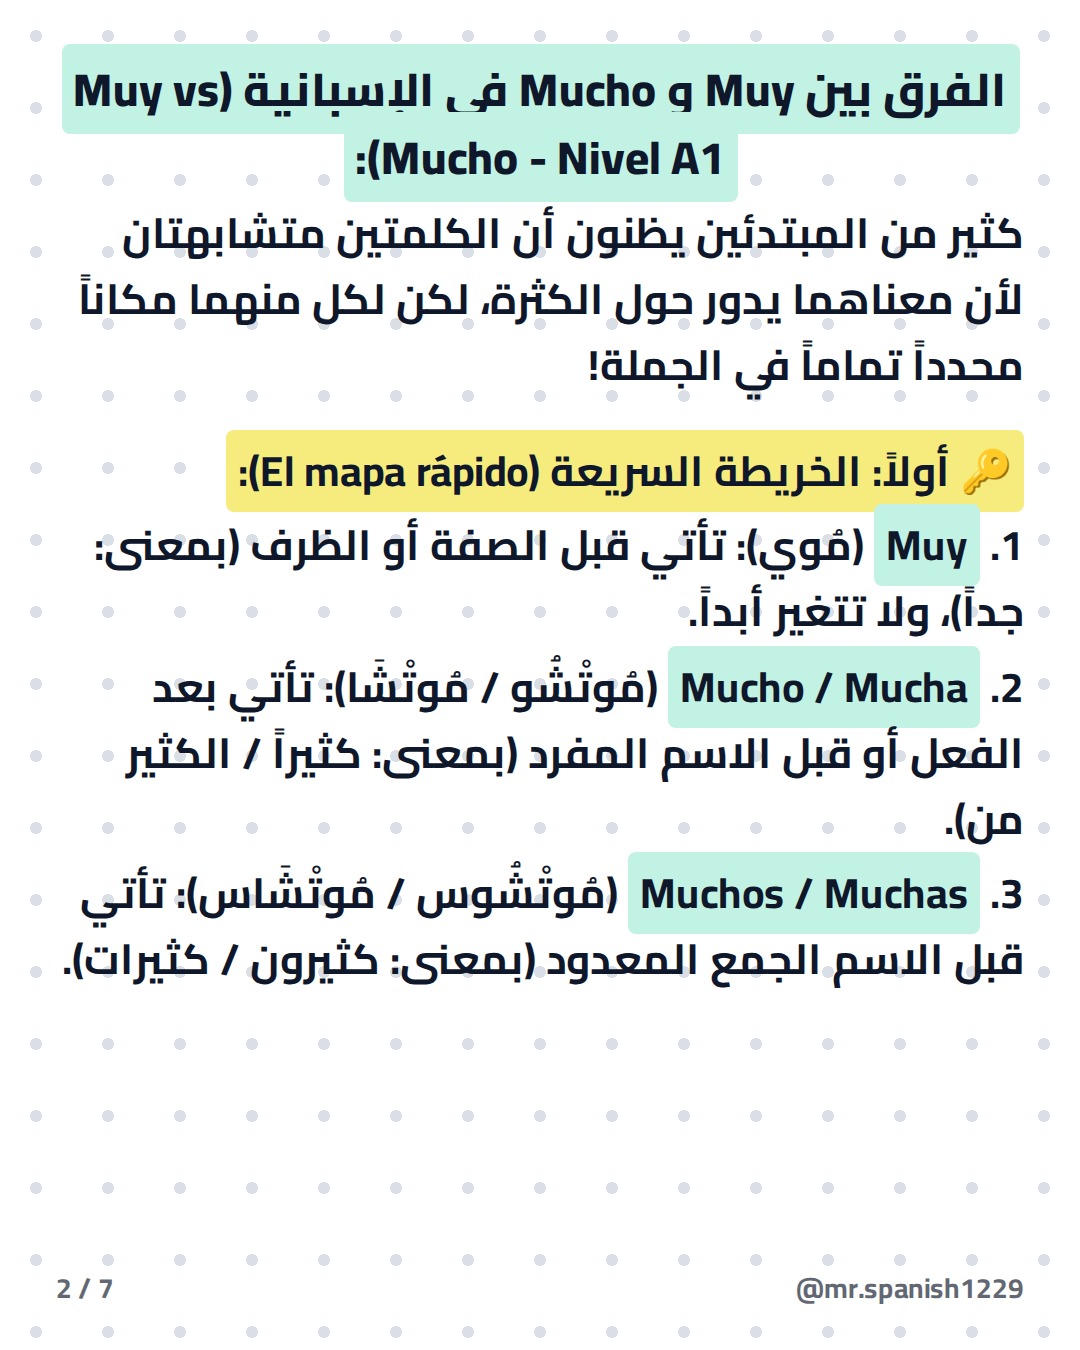 الفرق بين Muy و Mucho في الإسبانية (Muy vs
Mucho - Nivel A1):
كثير من المبتدئين يظنون أن الكلمتين متشابهتان
لأن معناهما يدور حول الكثرة، لكن لكل منهما مكاناً
محدداً تماماً في الجملة!
🔑 أولاً: الخريطة السريعة (El mapa rápido):
1. Muy (مُوي): تأتي قبل الصفة أو الظرف (بمعنى:
جداً)، ولا تتغير أبداً.
2. Mucho / Mucha (مُوتْشُو / مُوتْشَا): تأتي بعد
الفعل أو قبل الاسم المفرد (بمعنى: كثيراً / الكثير
من).
3. Muchos / Muchas (مُوتْشُوس / مُوتْشَاس): تأتي
قبل الاسم الجمع المعدود (بمعنى: كثيرون / كثيرات).
2 / 7
@mr.spanish1229